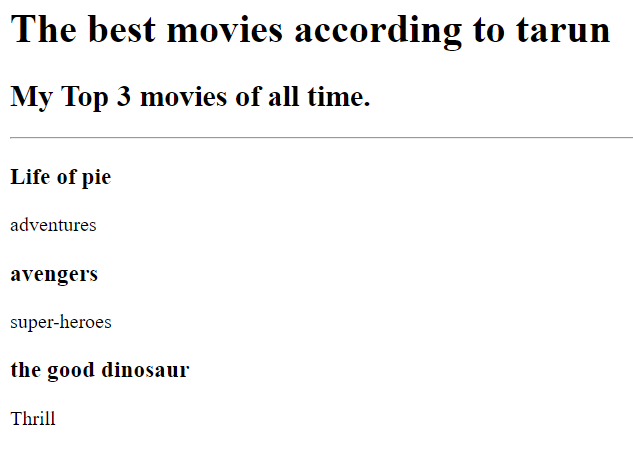 The best movies according to tarun
My Top 3 movies of all time.
Life of pie
adventures
avengers
super-heroes
the good dinosaur
Thrill